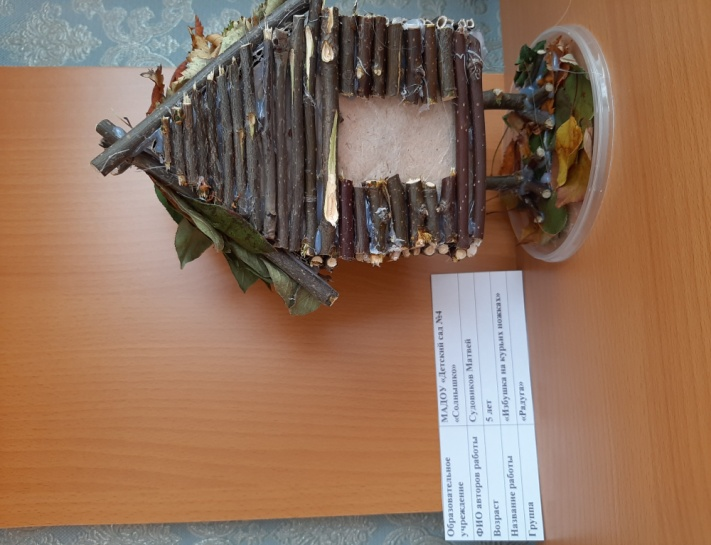 Образовательное МАДОУ «Детский сад №4
учреждение «Солнышко»
ФИО авторов работы Судовиков Матвей
Возраст 5 лет
Название работы «Избушка на курьих ножках»
Группа «Радуга»